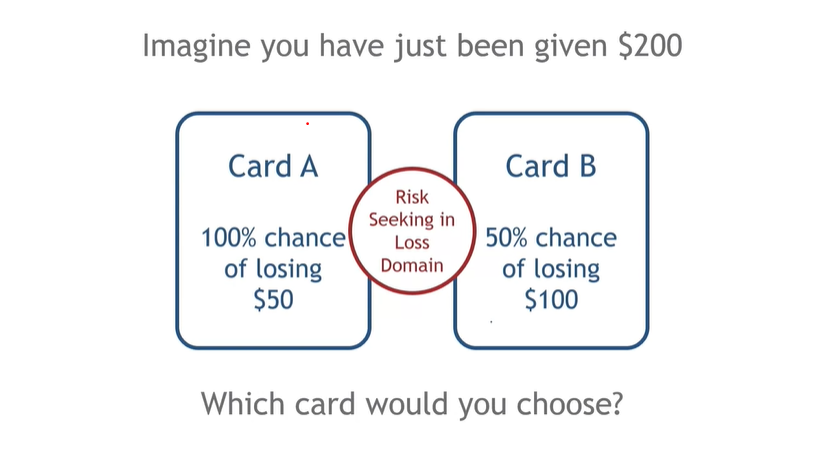 Imagine you have just been given $200
Card A
100% chance
of losing
$50
Risk
Seeking in
Loss
Domain
Card B
50% chance
of losing
$100
Which card would you choose?